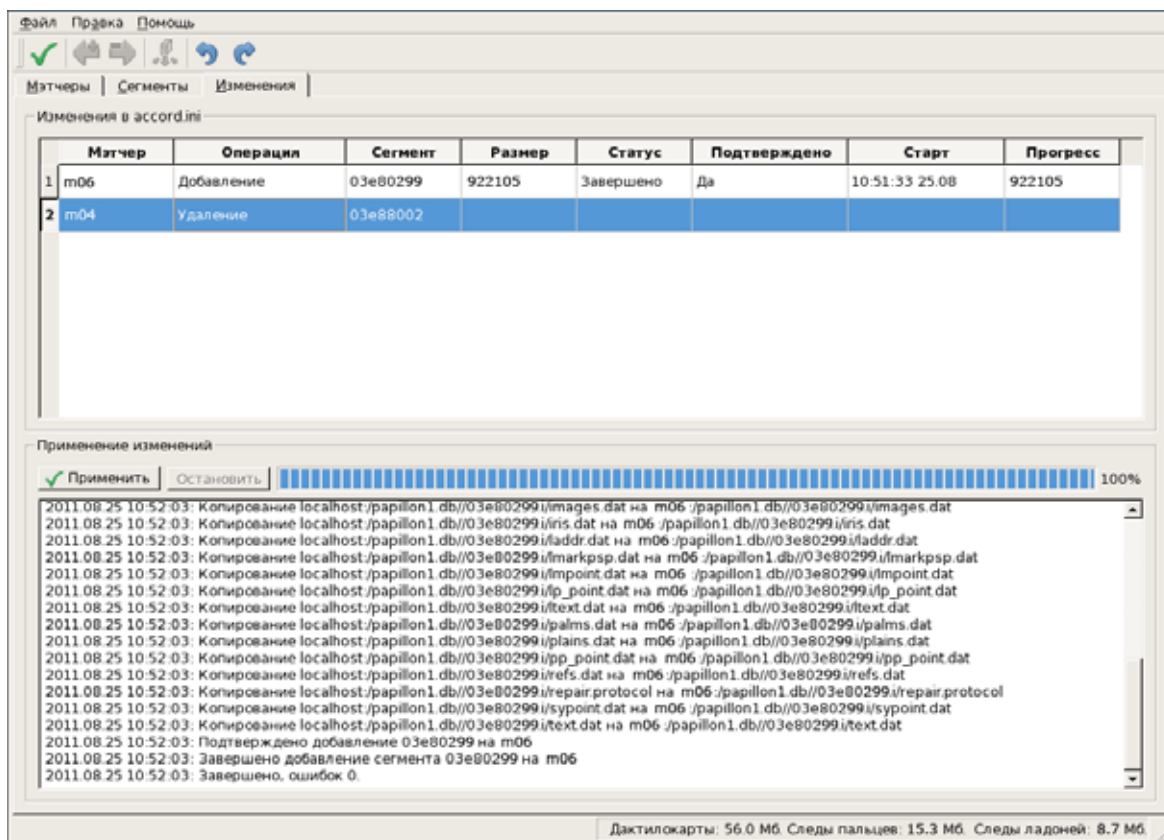 Файл Правка Помощь
Мэтчеры Сегменты Изменения
Изменения в accord.ini
Мэтчер Операция Сегмент Размер Статус Подтверждено Старт Прогресс
1 m06 Добавление 03e80299 922105 Завершено Да 10:51:33 25.08 922105
2 m04 Удаление 03e88002
Применение изменений
Применить Остановить 100%
2011.08.25 10:52:03: Копирование localhost:/papillon1.db//03e80299.i/images.dat на m06:/papillon1.db//03e80299.i/images.dat
2011.08.25 10:52:03: Копирование localhost:/papillon1.db//03e80299.i/iris.dat на m06:/papillon1.db//03e80299.i/iris.dat
2011.08.25 10:52:03: Копирование localhost:/papillon1.db//03e80299.i/laddr.dat на m06:/papillon1.db//03e80299.i/laddr.dat
2011.08.25 10:52:03: Копирование localhost:/papillon1.db//03e80299.i/lmarkpsp.dat на m06:/papillon1.db//03e80299.i/lmarkpsp.dat
2011.08.25 10:52:03: Копирование localhost:/papillon1.db//03e80299.i/lmpoint.dat на m06:/papillon1.db//03e80299.i/lmpoint.dat
2011.08.25 10:52:03: Копирование localhost:/papillon1.db//03e80299.i/lp_point.dat на m06:/papillon1.db//03e80299.i/lp_point.dat
2011.08.25 10:52:03: Копирование localhost:/papillon1.db//03e80299.i/ltext.dat на m06:/papillon1.db//03e80299.i/ltext.dat
2011.08.25 10:52:03: Копирование localhost:/papillon1.db//03e80299.i/palms.dat на m06:/papillon1.db//03e80299.i/palms.dat
2011.08.25 10:52:03: Копирование localhost:/papillon1.db//03e80299.i/plains.dat на m06:/papillon1.db//03e80299.i/plains.dat
2011.08.25 10:52:03: Копирование localhost:/papillon1.db//03e80299.i/pp_point.dat на m06:/papillon1.db//03e80299.i/pp_point.dat
2011.08.25 10:52:03: Копирование localhost:/papillon1.db//03e80299.i/refs.dat на m06:/papillon1.db//03e80299.i/refs.dat
2011.08.25 10:52:03: Копирование localhost:/papillon1.db//03e80299.i/repair.protocol на m06:/papillon1.db//03e80299.i/repair.protocol
2011.08.25 10:52:03: Копирование localhost:/papillon1.db//03e80299.i/sypoint.dat на m06:/papillon1.db//03e80299.i/sypoint.dat
2011.08.25 10:52:03: Копирование localhost:/papillon1.db//03e80299.i/text.dat на m06:/papillon1.db//03e80299.i/text.dat
2011.08.25 10:52:03: Подтверждено добавление 03e80299 на m06
2011.08.25 10:52:03: Завершено добавление сегмента 03e80299 на m06
2011.08.25 10:52:03: Завершено, ошибок 0.
Дактилокарты: 56.0 Мб. Следы пальцев: 15.3 Мб. Следы ладоней: 8.7 Мб.